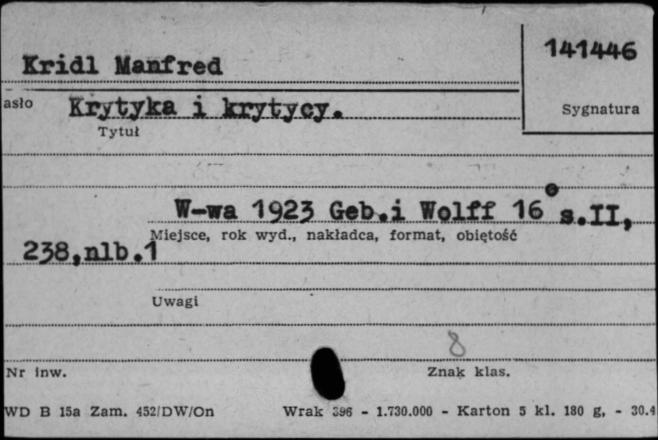 141446
Kridl Manfred
asło Krytyka i krytycy. Sygnatura
Tytuł
W-wa 1923 Geb.i Wolff 16° s.II,
Miejsce, rok wyd., nakładca, format, objętość
238,nlb.1
Uwagi
8
Nr inw. Znak klas.
WD B 15a Zam. 452/DW/On Wrak 396 - 1.730.000 - Karton 5 kl. 180 g, - 30.4